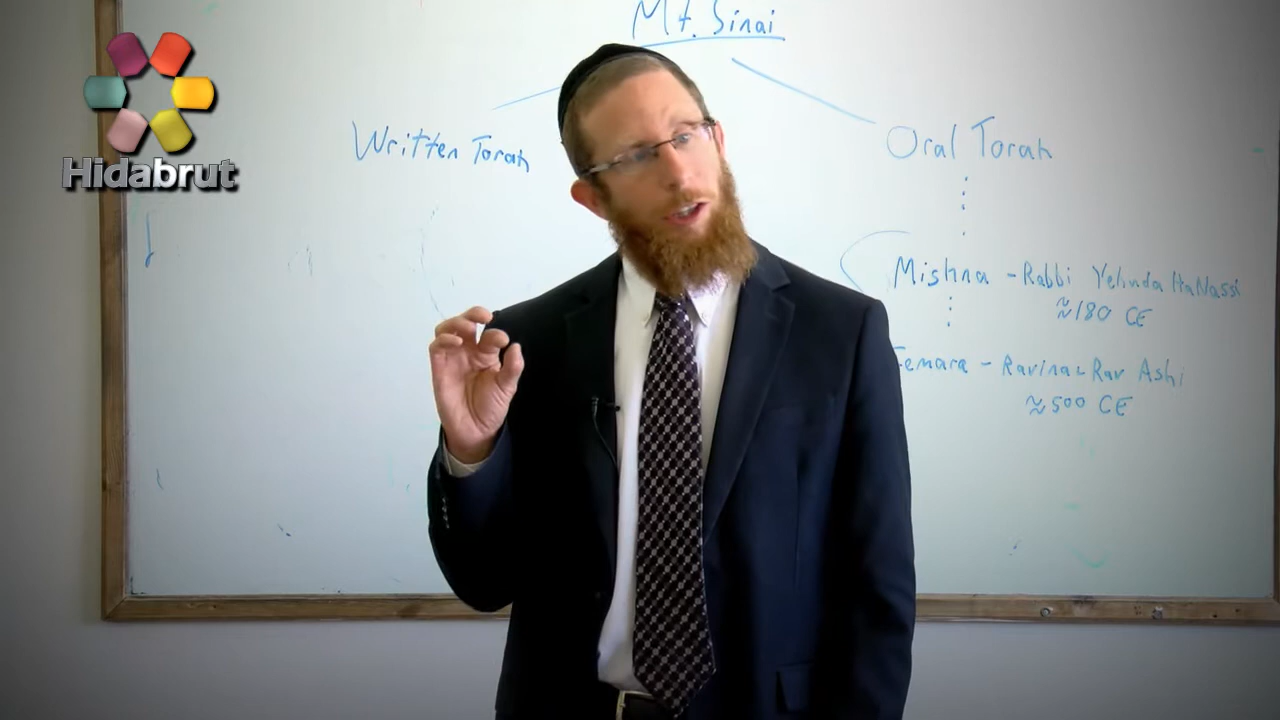 Mt. Sinai
Hidabrut
Written Torah
Oral Torah
Mishna - Rabbi Yehuda HaNassi
≈180 CE
Gemara - Ravina & Rav Ashi
≈500 CE